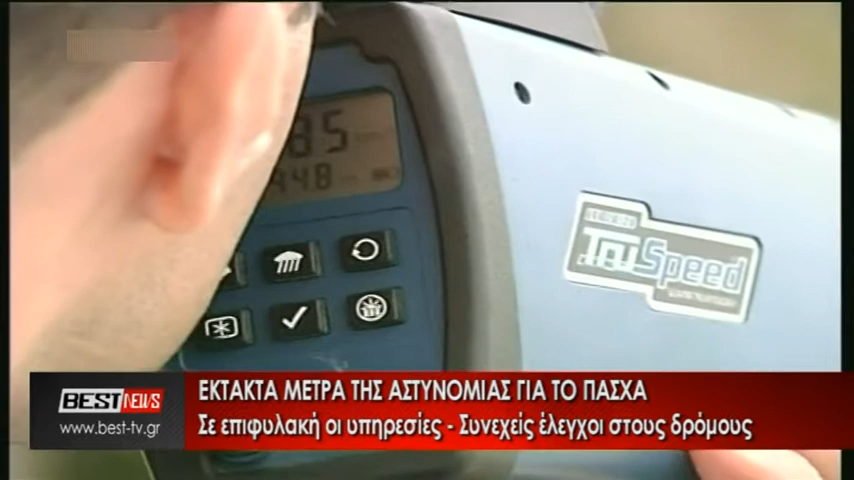 85
44.8
TruSpeed
BEST NEWS
www.best-tv.gr
ΕΚΤΑΚΤΑ ΜΕΤΡΑ ΤΗΣ ΑΣΤΥΝΟΜΙΑΣ ΓΙΑ ΤΟ ΠΑΣΧΑ
Σε επιφυλακή οι υπηρεσίες - Συνεχείς έλεγχοι στους δρόμους